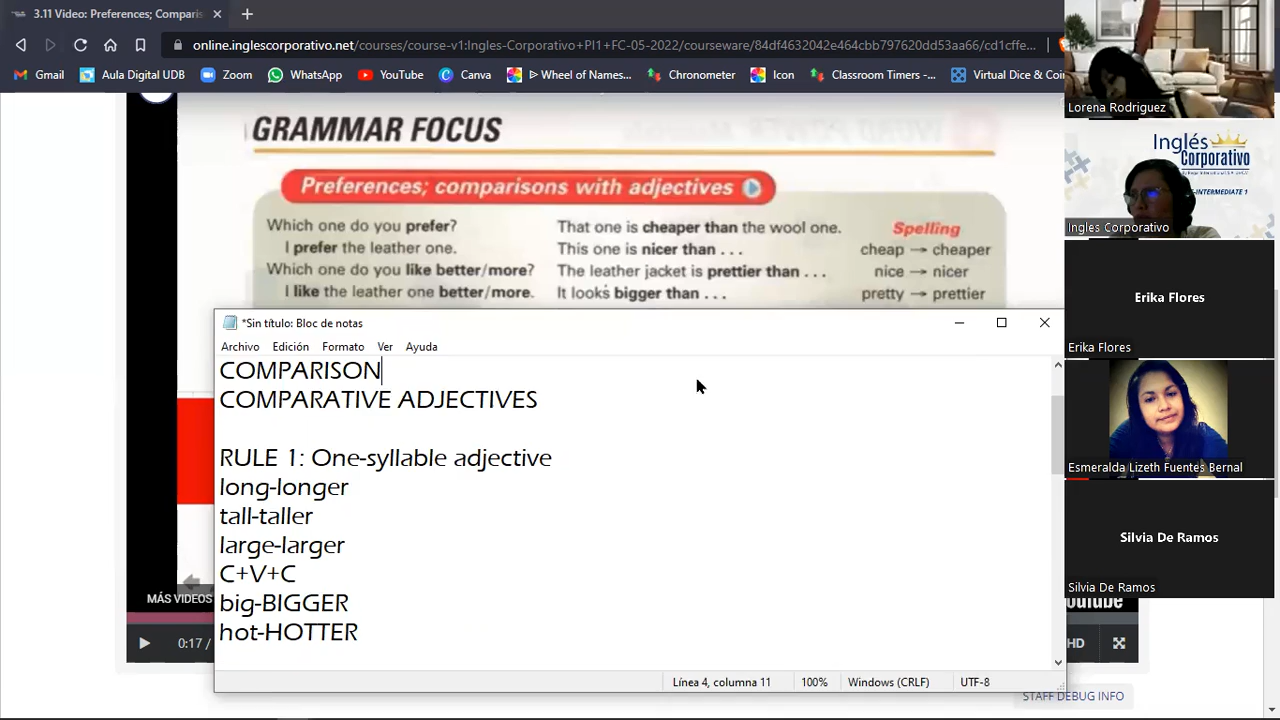 3.11 Video: Preferences; Comparis
online.inglescorporativo.net/courses/course-v1:Ingles-Corporativo+PI1+FC-05-2022/courseware/84df4632042e464cbb797620dd53aa66/cd1cffe...
Gmail
Aula Digital UDB
Zoom
WhatsApp
YouTube
Canva
ᐅ Wheel of Names...
Chronometer
Icon
Classroom Timers -...
Virtual Dice & Coi
GRAMMAR FOCUS
Preferences; comparisons with adjectives
Which one do you prefer?
I prefer the leather one.
Which one do you like better/more?
I like the leather one better/more.
That one is cheaper than the wool one.
This one is nicer than . . .
The leather jacket is prettier than . . .
It looks bigger than . . .
Spelling
cheap → cheaper
nice → nicer
pretty → prettier
*Sin título: Bloc de notas
Archivo Edición Formato Ver Ayuda
COMPARISON
COMPARATIVE ADJECTIVES
RULE 1: One-syllable adjective
long-longer
tall-taller
large-larger
C+V+C
big-BIGGER
hot-HOTTER
Línea 4, columna 11
100%
Windows (CRLF)
UTF-8
MÁS VIDEOS
0:17 /
YouTube
HD
STAFF DEBUG INFO
Lorena Rodriguez
Inglés
Corporativo
E-INTERMEDIATE 1
Ingles Corporativo
Erika Flores
Erika Flores
Esmeralda Lizeth Fuentes Bernal
Silvia De Ramos
Silvia De Ramos